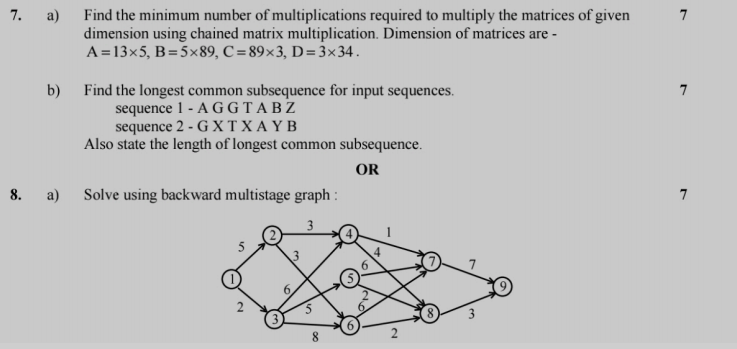 7. a) Find the minimum number of multiplications required to multiply the matrices of given 7
dimension using chained matrix multiplication. Dimension of matrices are -
A=13×5, B=5×89, C=89×3, D=3×34.
b) Find the longest common subsequence for input sequences. 7
sequence 1 - A G G T A B Z
sequence 2 - G X T X A Y B
Also state the length of longest common subsequence.
OR
8. a) Solve using backward multistage graph : 7
3
2 4 1
5 3 4
6 7 7
1 5 9
6 2
2 5 6 8 3
3 6
8 2